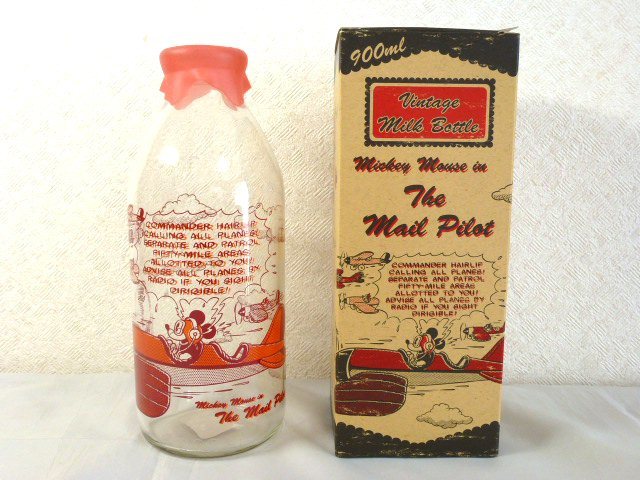 COMMANDER HAIRLIP
CALLING ALL PLANES!
SEPARATE AND PATROL
FIFTY-MILE AREAS
ALLOTTED TO YOU!
ADVISE ALL PLANES BY
RADIO IF YOU SIGHT
DIRIGIBLE!
Mickey Mouse in
The Mail
900ml
Vintage
Milk Bottle
Mickey Mouse in
The
Mail Pilot
COMMANDER HAIRLIP
CALLING ALL PLANES!
SEPARATE AND PATROL
FIFTY-MILE AREAS
ALLOTTED TO YOU!
ADVISE ALL PLANES BY
RADIO IF YOU SIGHT
DIRIGIBLE!